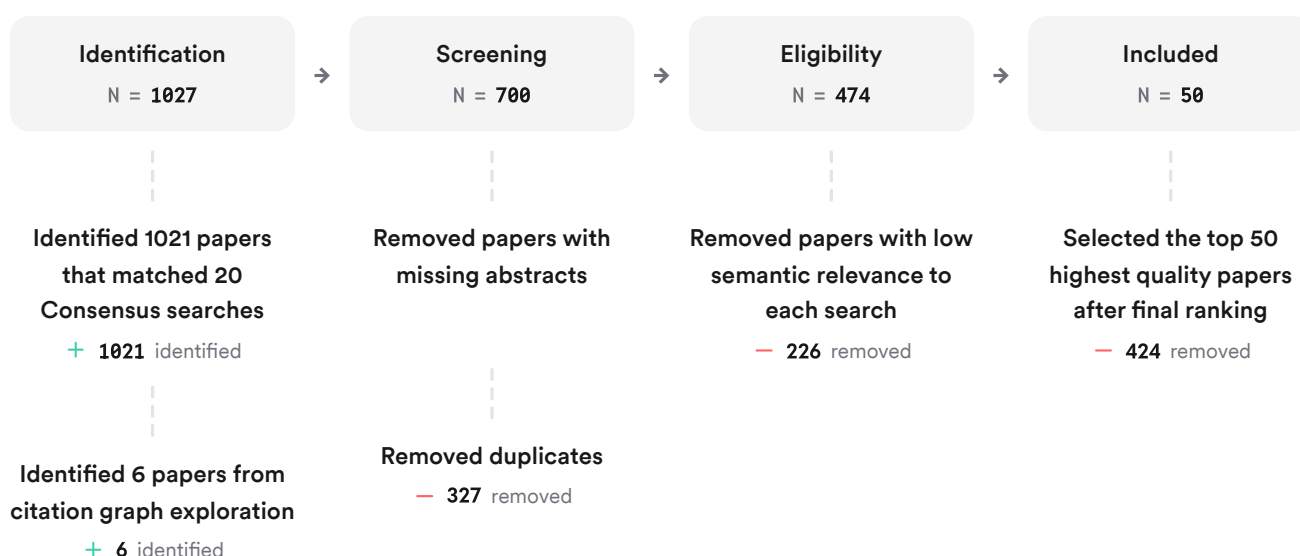 Identification
N = 1027
Screening
N = 700
Eligibility
N = 474
Included
N = 50
Identified 1021 papers
that matched 20
Consensus searches
+ 1021 identified
Identified 6 papers from
citation graph exploration
+ 6 identified
Removed papers with
missing abstracts
Removed duplicates
− 327 removed
Removed papers with low
semantic relevance to
each search
− 226 removed
Selected the top 50
highest quality papers
after final ranking
− 424 removed